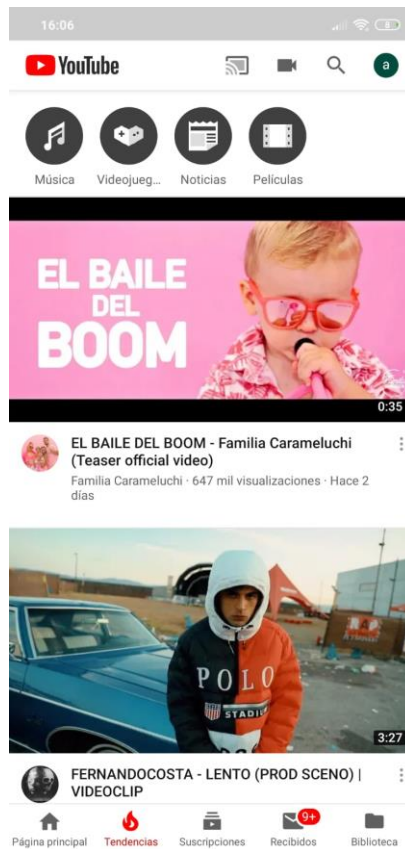 16:06
8
YouTube
a
Música
Videojueg...
Noticias
Películas
EL BAILE
DEL
BOOM
0:35
EL BAILE DEL BOOM - Familia Carameluchi
(Teaser official video)
Familia Carameluchi · 647 mil visualizaciones · Hace 2
días
POLO
STADIU
3:27
FERNANDOCOSTA - LENTO (PROD SCENO) |
VIDEOCLIP
9+
Página principal
Tendencias
Suscripciones
Recibidos
Biblioteca